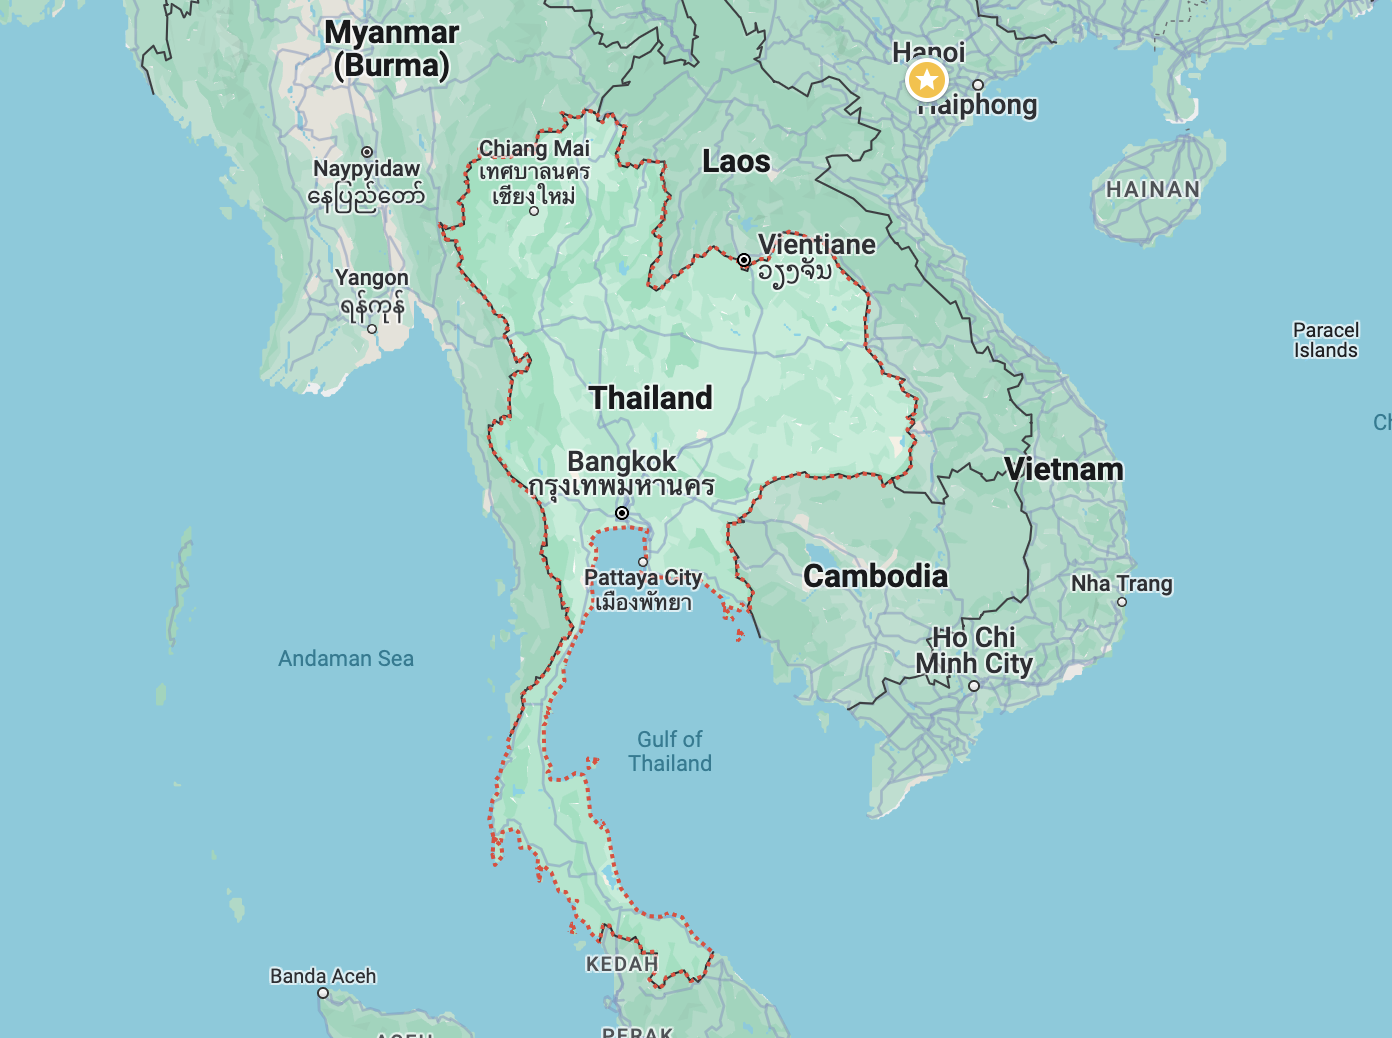 Myanmar
(Burma)
Hanoi
Haiphong
Chiang Mai
เทศบาลนคร
เชียงใหม่
Laos
Naypyidaw
နေပြည်တော်
HAINAN
Vientiane
ວຽງຈັນ
Yangon
ရန်ကုန်
Paracel
Islands
Thailand
Ch
Bangkok
กรุงเทพมหานคร
Vietnam
Pattaya City
เมืองพัทยา
Cambodia
Nha Trang
Ho Chi
Minh City
Andaman Sea
Gulf of
Thailand
KEDAH
Banda Aceh
PERAK
ACEH